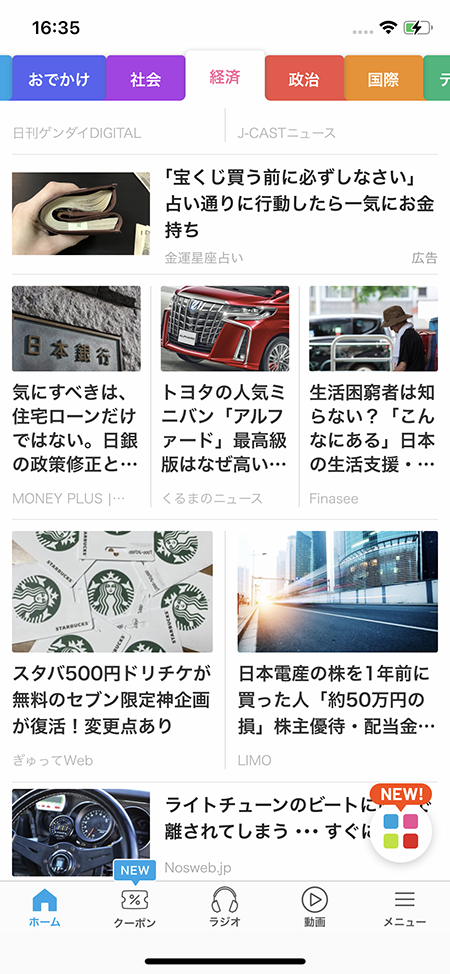 16:35
おでかけ
社会
経済
政治
国際
日刊ゲンダイDIGITAL
J-CASTニュース
「宝くじ買う前に必ずしなさい」
占い通りに行動したら一気にお金
持ち
金運星座占い
広告
日本銀行
気にすべきは、
住宅ローンだけ
ではない。日銀
の政策修正と…
MONEY PLUS |…
トヨタの人気ミ
ニバン「アルフ
ァード」最高級
版はなぜ高い…
くるまのニュース
生活困窮者は知
らない？「こん
なにある」日本
の生活支援・…
Finasee
STARBUCKS
STARBUCKS
STARBUCKS
スタバ500円ドリチケが
無料のセブン限定神企画
が復活！変更点あり
ぎゅってWeb
日本電産の株を1年前に
買った人「約50万円の
損」株主優待・配当金…
LIMO
ライトチューンのビートに
離されてしまう ･･･ すぐに
Nosweb.jp
NEW!
NEW
ホーム
クーポン
ラジオ
動画
メニュー